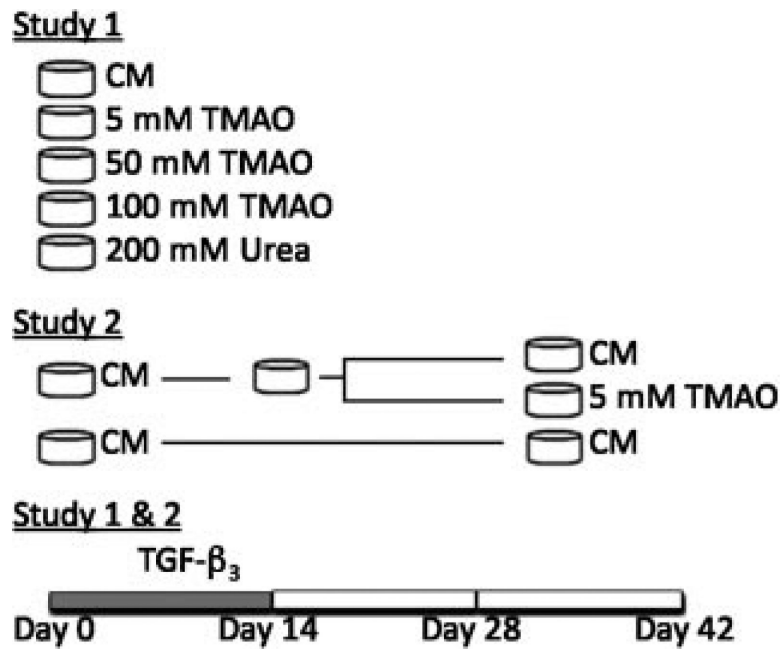 Study 1
CM
5 mM TMAO
50 mM TMAO
100 mM TMAO
200 mM Urea
Study 2
CM CM
5 mM TMAO
CM CM
Study 1 & 2
TGF-β₃
Day 0 Day 14 Day 28 Day 42